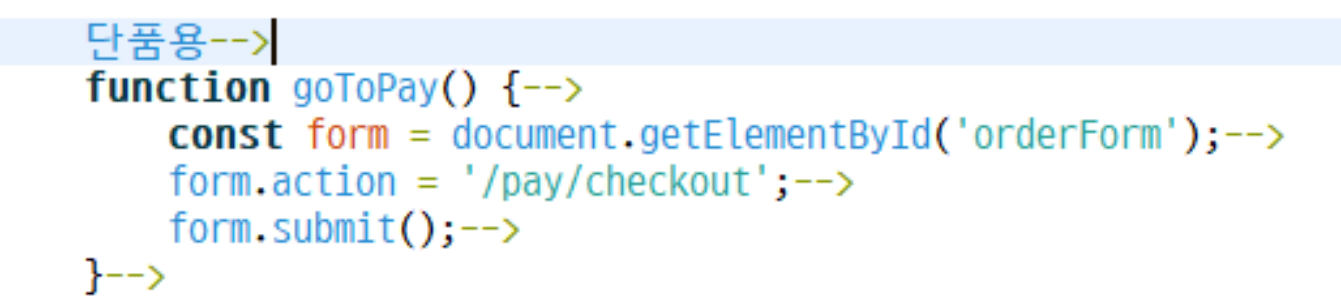 단품용-->
function goToPay() {-->
    const form = document.getElementById('orderForm');-->
    form.action = '/pay/checkout';-->
    form.submit();-->
}-->